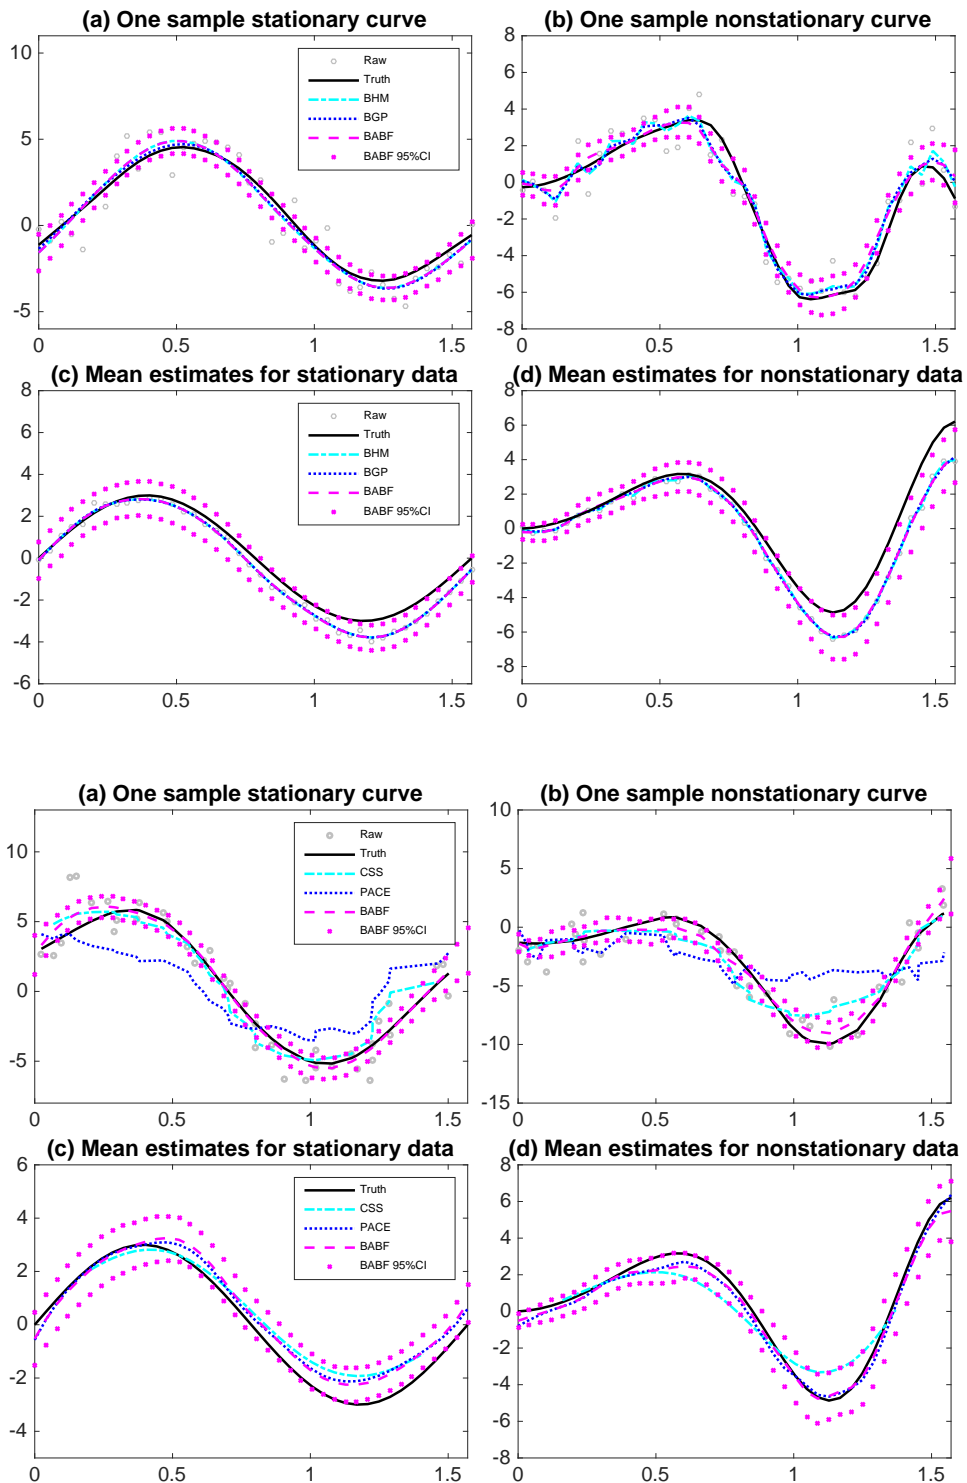 (a) One sample stationary curve
10
5
0
-5
0
0.5
1
1.5
Raw
Truth
BHM
BGP
BABF
BABF 95%CI
(b) One sample nonstationary curve
8
6
4
2
0
-2
-4
-6
-8
0
0.5
1
1.5
(c) Mean estimates for stationary data
8
6
4
2
0
-2
-4
-6
0
0.5
1
1.5
Raw
Truth
BHM
BGP
BABF
BABF 95%CI
(d) Mean estimates for nonstationary data
8
6
4
2
0
-2
-4
-6
-8
0
0.5
1
1.5
(a) One sample stationary curve
10
5
0
-5
0
0.5
1
1.5
Raw
Truth
CSS
PACE
BABF
BABF 95%CI
(b) One sample nonstationary curve
10
5
0
-5
-10
-15
0
0.5
1
1.5
(c) Mean estimates for stationary data
6
4
2
0
-2
-4
0
0.5
1
1.5
Truth
CSS
PACE
BABF
BABF 95%CI
(d) Mean estimates for nonstationary data
8
6
4
2
0
-2
-4
-6
-8
0
0.5
1
1.5